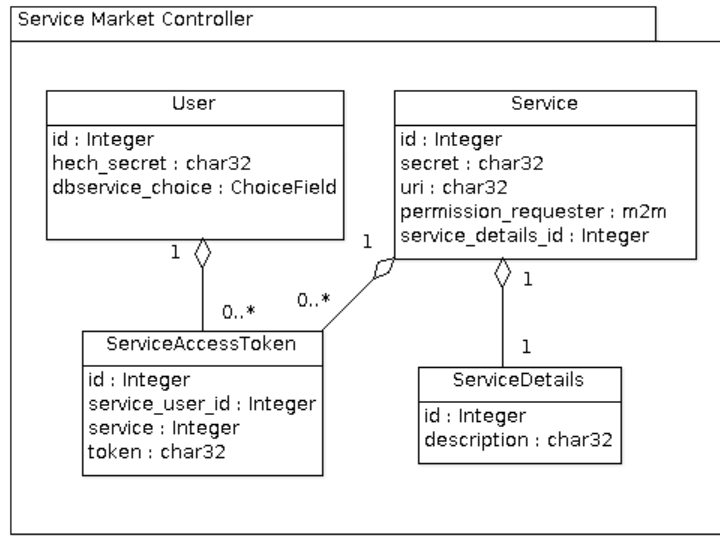 Service Market Controller
User
id : Integer
hech_secret : char32
dbservice_choice : ChoiceField
Service
id : Integer
secret : char32
uri : char32
permission_requester : m2m
service_details_id : Integer
1
1
1
0..*
0..*
1
ServiceAccessToken
id : Integer
service_user_id : Integer
service : Integer
token : char32
ServiceDetails
id : Integer
description : char32